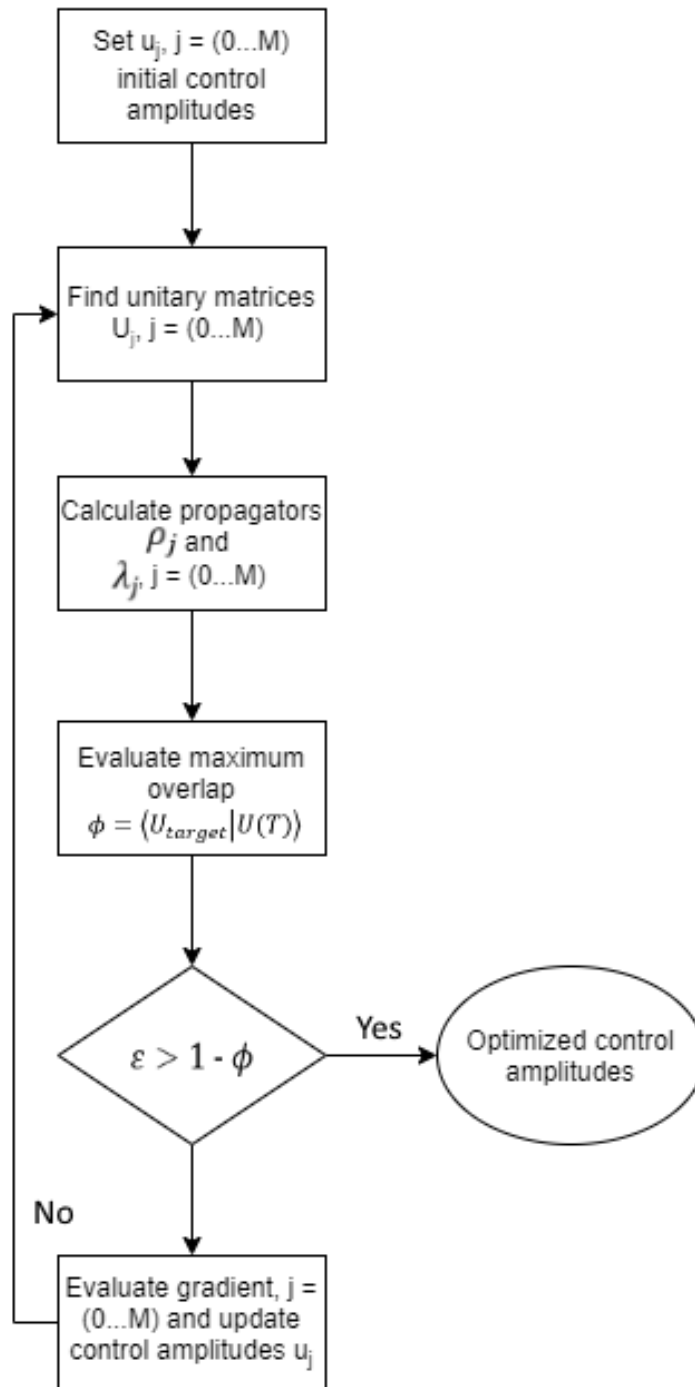 Set u_j, j = (0...M)
initial control
amplitudes
Find unitary matrices
U_j, j = (0...M)
Calculate propagators
ρ_j and
λ_j, j = (0...M)
Evaluate maximum
overlap
ϕ = ⟨U_target|U(T)⟩
ε > 1 - ϕ
Yes
Optimized control
amplitudes
No
Evaluate gradient, j =
(0...M) and update
control amplitudes u_j